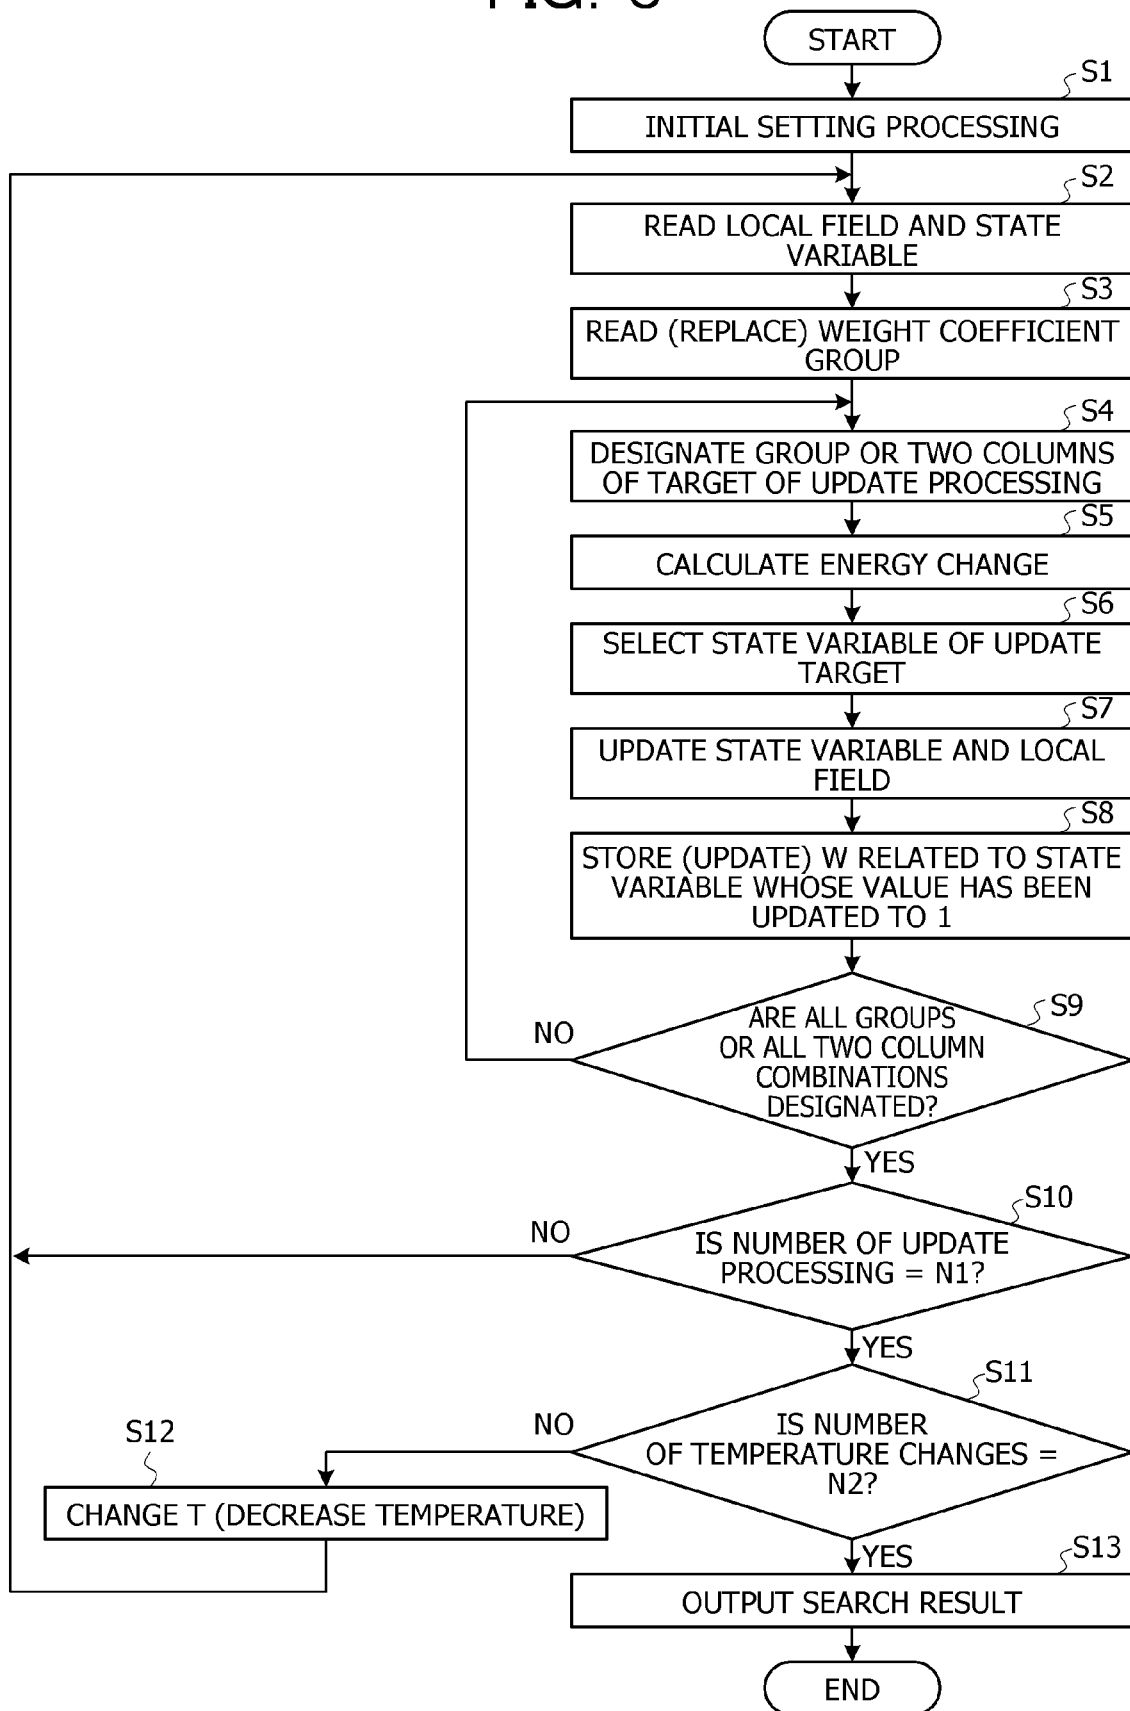 START
S1
INITIAL SETTING PROCESSING
S2
READ LOCAL FIELD AND STATE
VARIABLE
S3
READ (REPLACE) WEIGHT COEFFICIENT
GROUP
S4
DESIGNATE GROUP OR TWO COLUMNS
OF TARGET OF UPDATE PROCESSING
S5
CALCULATE ENERGY CHANGE
S6
SELECT STATE VARIABLE OF UPDATE
TARGET
S7
UPDATE STATE VARIABLE AND LOCAL
FIELD
S8
STORE (UPDATE) W RELATED TO STATE
VARIABLE WHOSE VALUE HAS BEEN
UPDATED TO 1
S9
NO
ARE ALL GROUPS
OR ALL TWO COLUMN
COMBINATIONS
DESIGNATED?
YES
S10
NO
IS NUMBER OF UPDATE
PROCESSING = N1?
YES
S11
NO
IS NUMBER
OF TEMPERATURE CHANGES =
N2?
S12
CHANGE T (DECREASE TEMPERATURE)
YES
S13
OUTPUT SEARCH RESULT
END